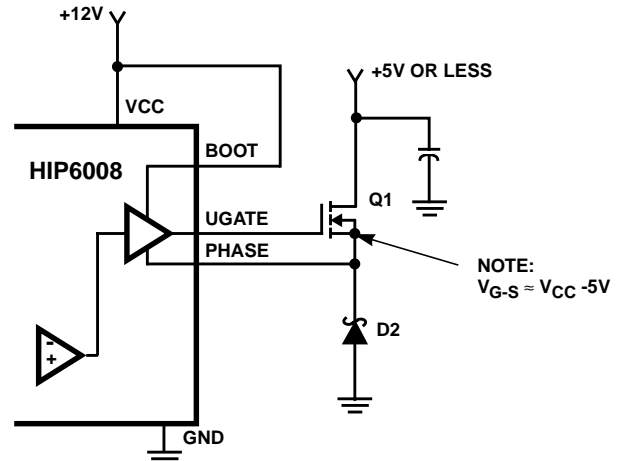 +12V
+5V OR LESS
VCC
BOOT
HIP6008
Q1
UGATE
PHASE
NOTE:
VG-S ≈ VCC -5V
D2
-
+
GND